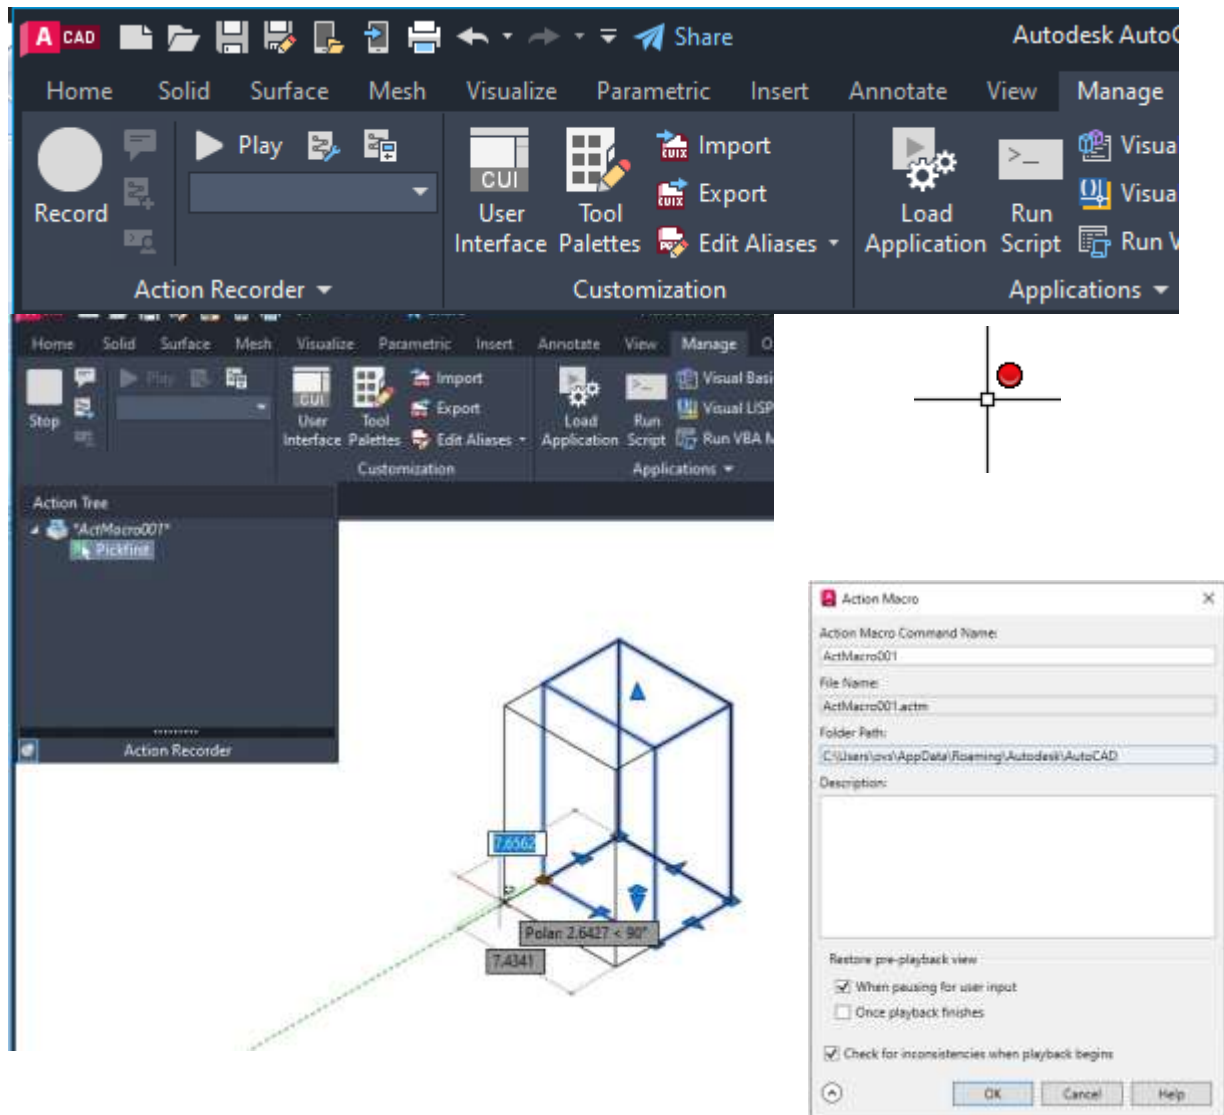 A CAD Share Autodesk AutoC
Home Solid Surface Mesh Visualize Parametric Insert Annotate View Manage
Record Play CUI User Interface Tool Palettes CUIX Import CUIX Export PGP Edit Aliases Load Application >_ Run Script Visua Visua Run V
Action Recorder Customization Applications
Home Solid Surface Mesh Visualize Parametric Insert Annotate View Manage O
Stop Play CUI User Interface Tool Palettes Import Export Edit Aliases Load Application Run Script Visual Basi Visual LISP Run VBA M
Customization Applications
Action Tree
*ActMacro001*
Pickfirst
Action Recorder
7.6562
Polar: 2.6427 < 90°
7.4341
Action Macro
Action Macro Command Name:
ActMacro001
File Name:
ActMacro001.actm
Folder Path:
C:\Users\ovs\AppData\Roaming\Autodesk\AutoCAD
Description:
Restore pre-playback view
When pausing for user input
Once playback finishes
Check for inconsistencies when playback begins
OK Cancel Help